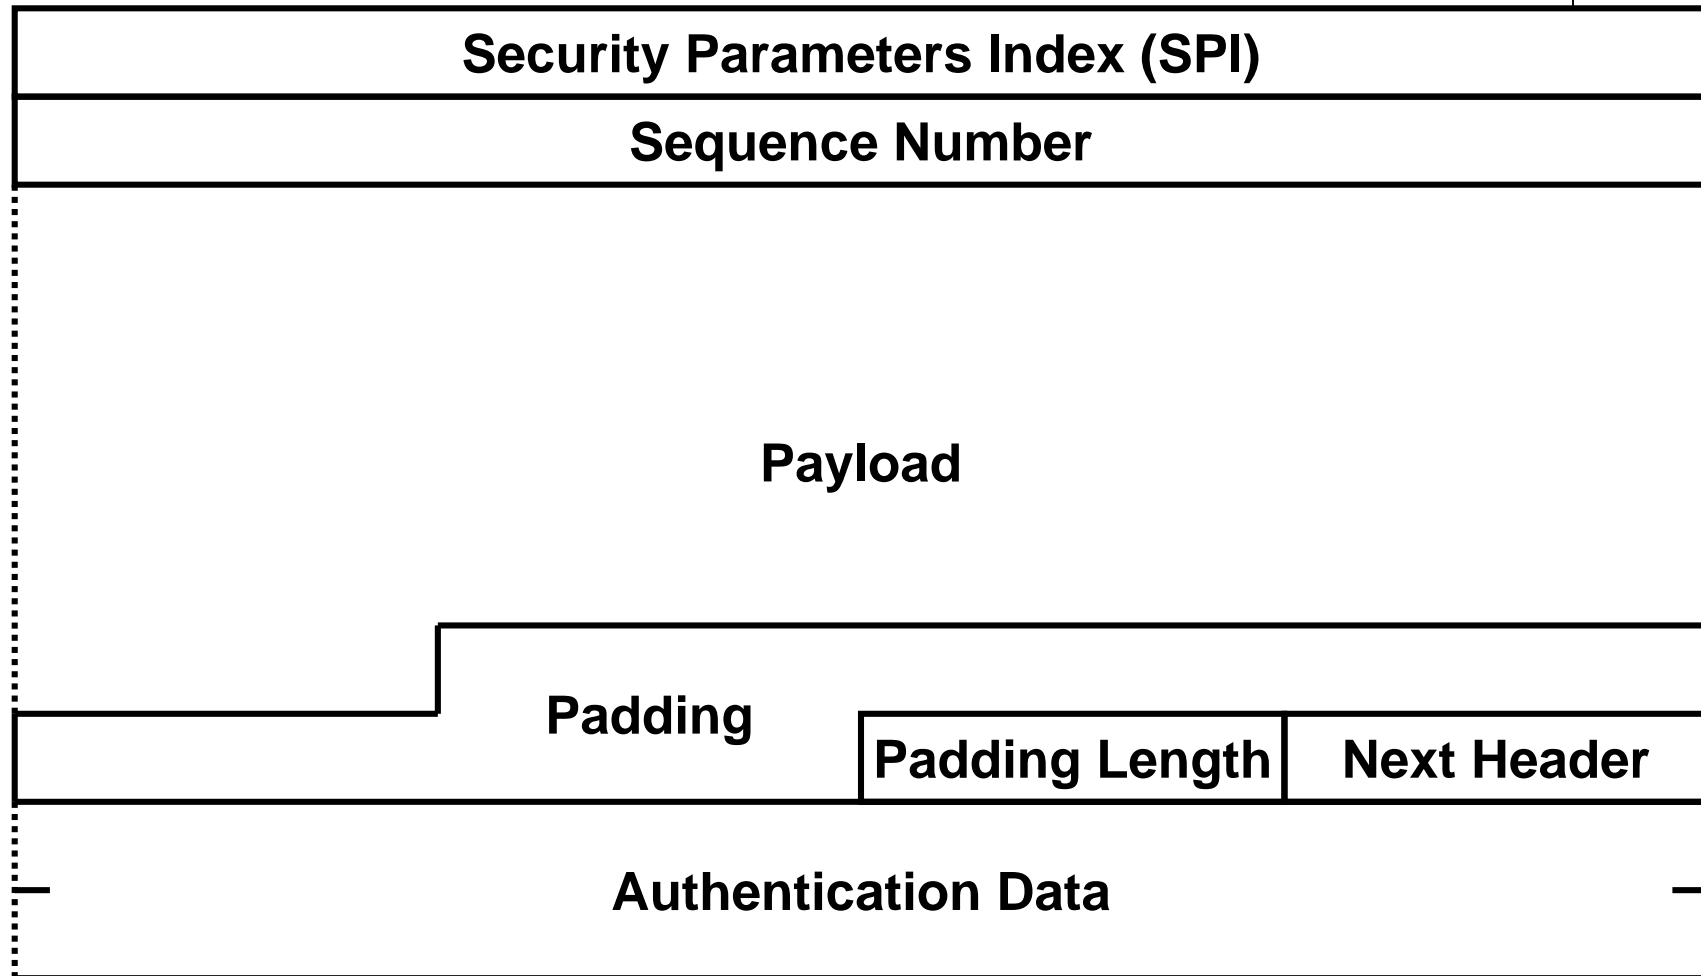 Security Parameters Index (SPI)
Sequence Number
Payload
Padding
Padding Length
Next Header
Authentication Data